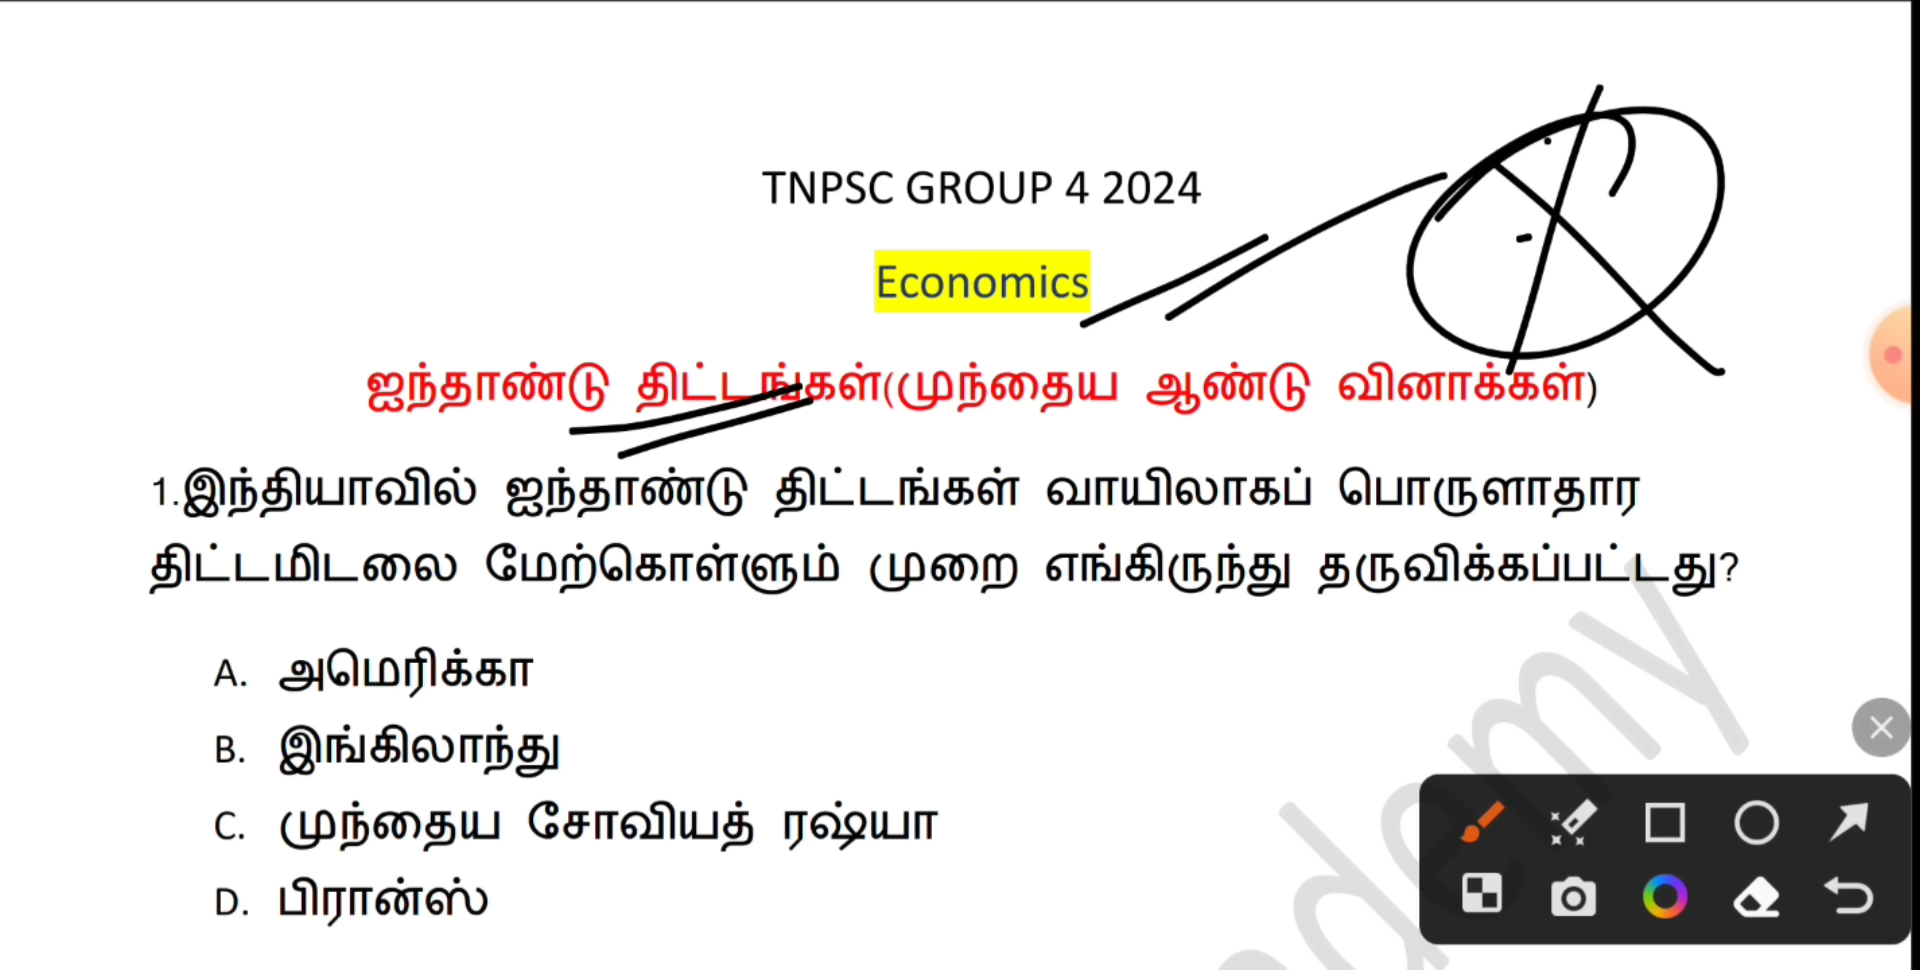 TNPSC GROUP 4 2024
Economics
ஐந்தாண்டு திட்டங்கள்(முந்தைய ஆண்டு வினாக்கள்)
1.இந்தியாவில் ஐந்தாண்டு திட்டங்கள் வாயிலாகப் பொருளாதார
திட்டமிடலை மேற்கொள்ளும் முறை எங்கிருந்து தருவிக்கப்பட்டது?
A. அமெரிக்கா
B. இங்கிலாந்து
C. முந்தைய சோவியத் ரஷ்யா
D. பிரான்ஸ்